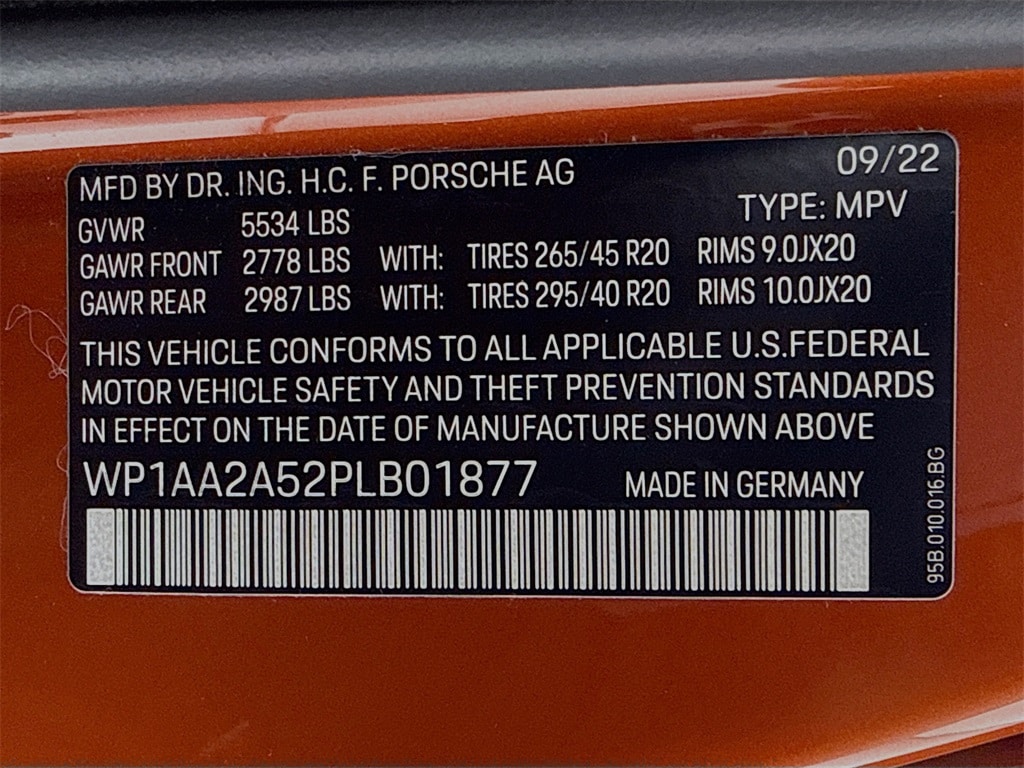 MFD BY DR. ING. H.C. F. PORSCHE AG 09/22
GVWR 5534 LBS TYPE: MPV
GAWR FRONT 2778 LBS WITH: TIRES 265/45 R20 RIMS 9.0JX20
GAWR REAR 2987 LBS WITH: TIRES 295/40 R20 RIMS 10.0JX20
THIS VEHICLE CONFORMS TO ALL APPLICABLE U.S.FEDERAL
MOTOR VEHICLE SAFETY AND THEFT PREVENTION STANDARDS
IN EFFECT ON THE DATE OF MANUFACTURE SHOWN ABOVE
WP1AA2A52PLB01877 MADE IN GERMANY
95B.010.016.BG